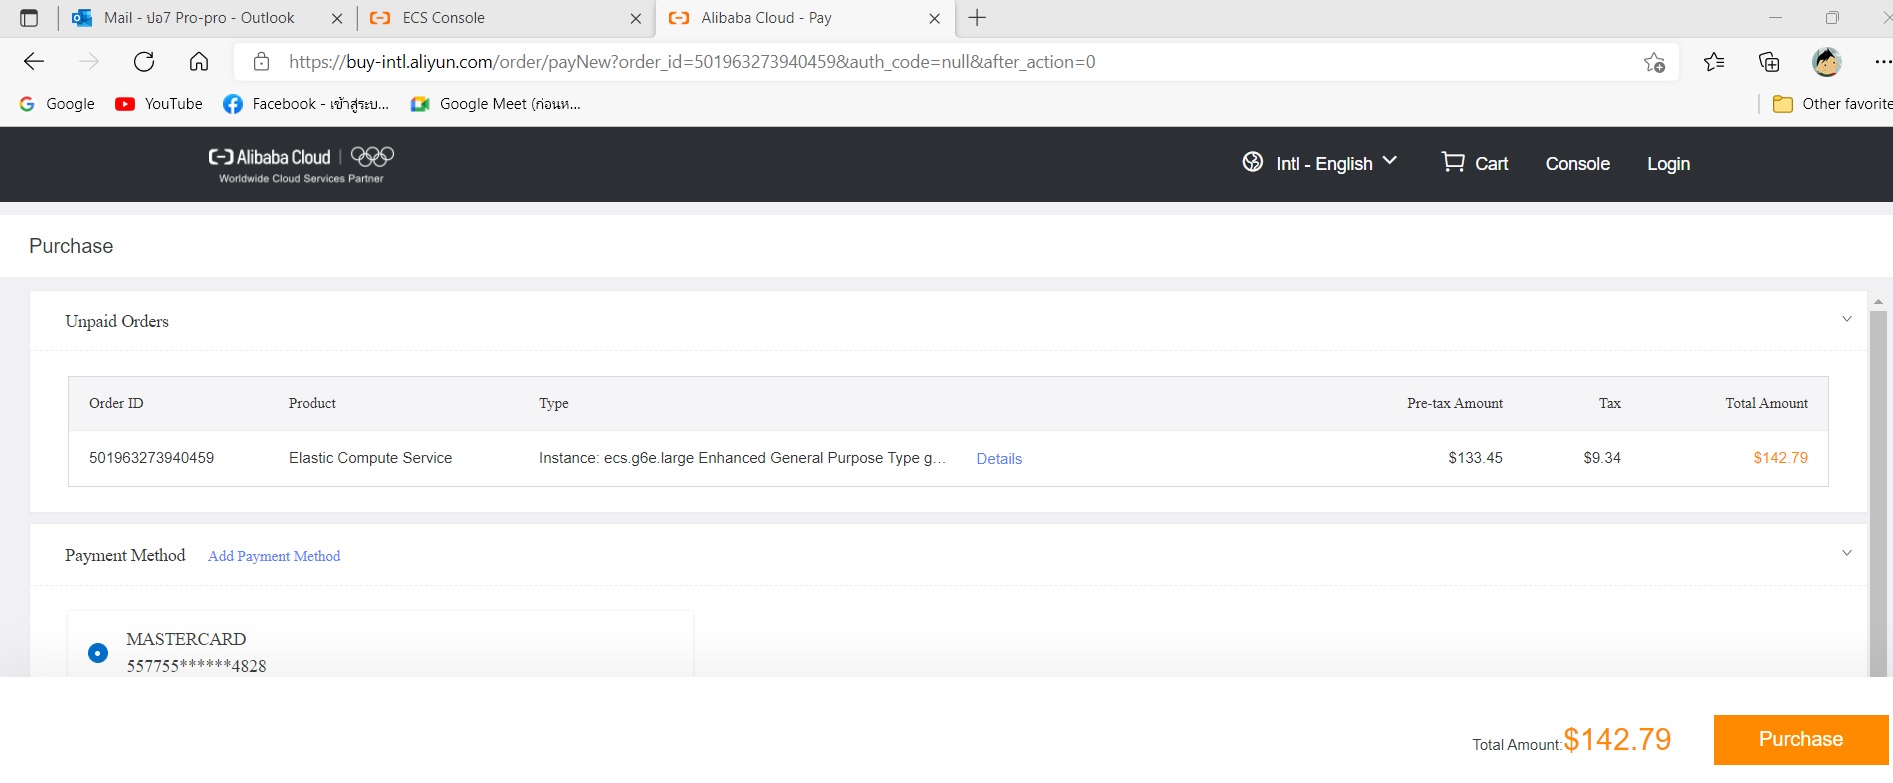 Mail - ปอ7 Pro-pro - Outlook
ECS Console
Alibaba Cloud - Pay
https://buy-intl.aliyun.com/order/payNew?order_id=501963273940459&auth_code=null&after_action=0
Google
YouTube
Facebook - เข้าสู่ระบ...
Google Meet (ก่อนห...
Other favorite
Alibaba Cloud
Worldwide Cloud Services Partner
Intl - English
Cart
Console
Login
Purchase
Unpaid Orders
Order ID Product Type Pre-tax Amount Tax Total Amount
501963273940459 Elastic Compute Service Instance: ecs.g6e.large Enhanced General Purpose Type g... Details $133.45 $9.34 $142.79
Payment Method Add Payment Method
MASTERCARD
557755******4828
Total Amount:$142.79
Purchase